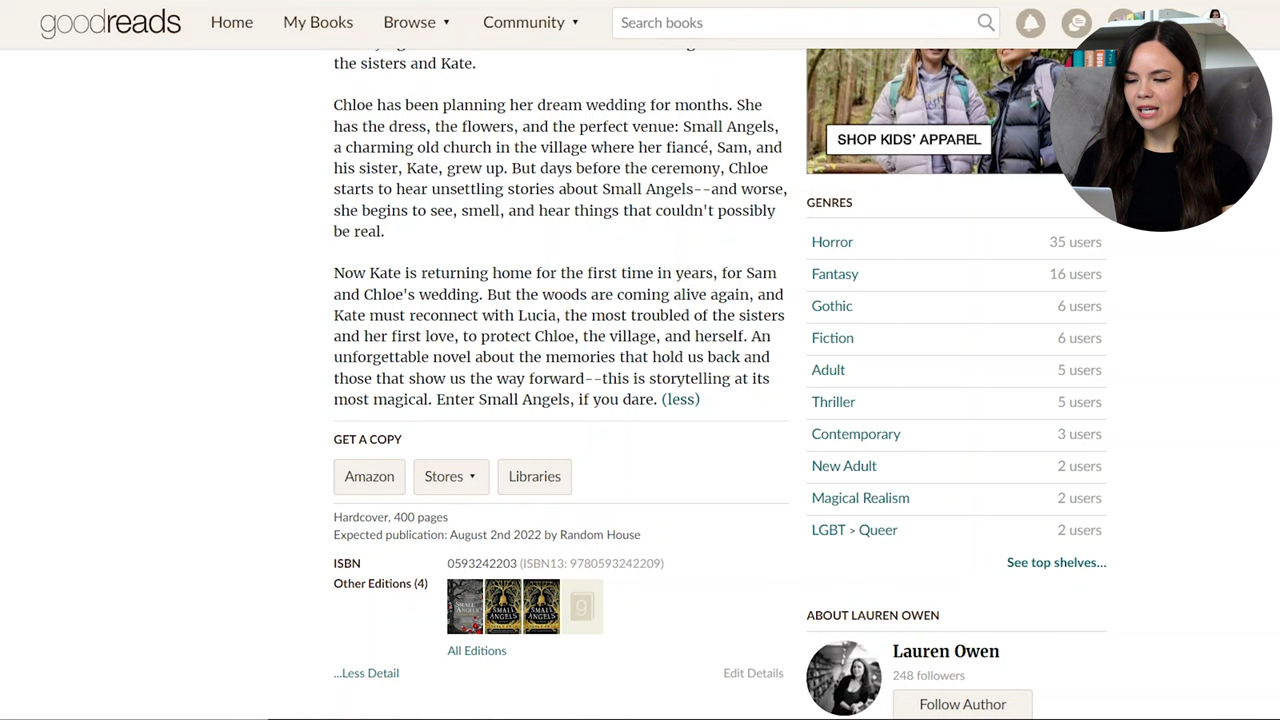 goodreads
Home
My Books
Browse ▼
Community ▼
Search books
the sisters and Kate.
Chloe has been planning her dream wedding for months. She
has the dress, the flowers, and the perfect venue: Small Angels,
a charming old church in the village where her fiancé, Sam, and
his sister, Kate, grew up. But days before the ceremony, Chloe
starts to hear unsettling stories about Small Angels--and worse,
she begins to see, smell, and hear things that couldn't possibly
be real.
Now Kate is returning home for the first time in years, for Sam
and Chloe's wedding. But the woods are coming alive again, and
Kate must reconnect with Lucia, the most troubled of the sisters
and her first love, to protect Chloe, the village, and herself. An
unforgettable novel about the memories that hold us back and
those that show us the way forward--this is storytelling at its
most magical. Enter Small Angels, if you dare. (less)
GET A COPY
Amazon
Stores ▼
Libraries
Hardcover, 400 pages
Expected publication: August 2nd 2022 by Random House
ISBN 0593242203 (ISBN13: 9780593242209)
Other Editions (4)
SMALL
ANGELS
SMALL
ANGELS
SMALL
ANGELS
g
All Editions
...Less Detail
Edit Details
SHOP KIDS' APPAREL
GENRES
Horror 35 users
Fantasy 16 users
Gothic 6 users
Fiction 6 users
Adult 5 users
Thriller 5 users
Contemporary 3 users
New Adult 2 users
Magical Realism 2 users
LGBT > Queer 2 users
See top shelves...
ABOUT LAUREN OWEN
Lauren Owen
248 followers
Follow Author